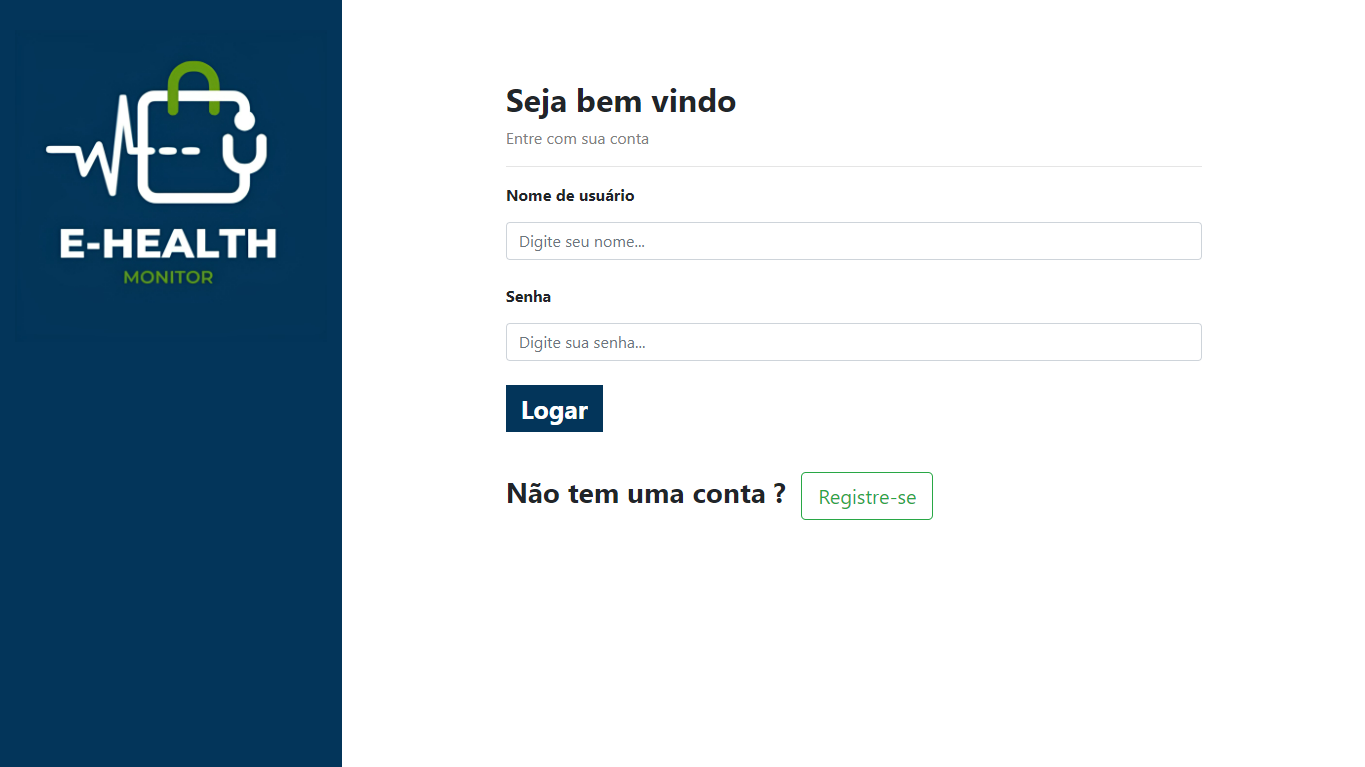 E-HEALTH
MONITOR
Seja bem vindo
Entre com sua conta
Nome de usuário
Digite seu nome...
Senha
Digite sua senha...
Logar
Não tem uma conta ? Registre-se